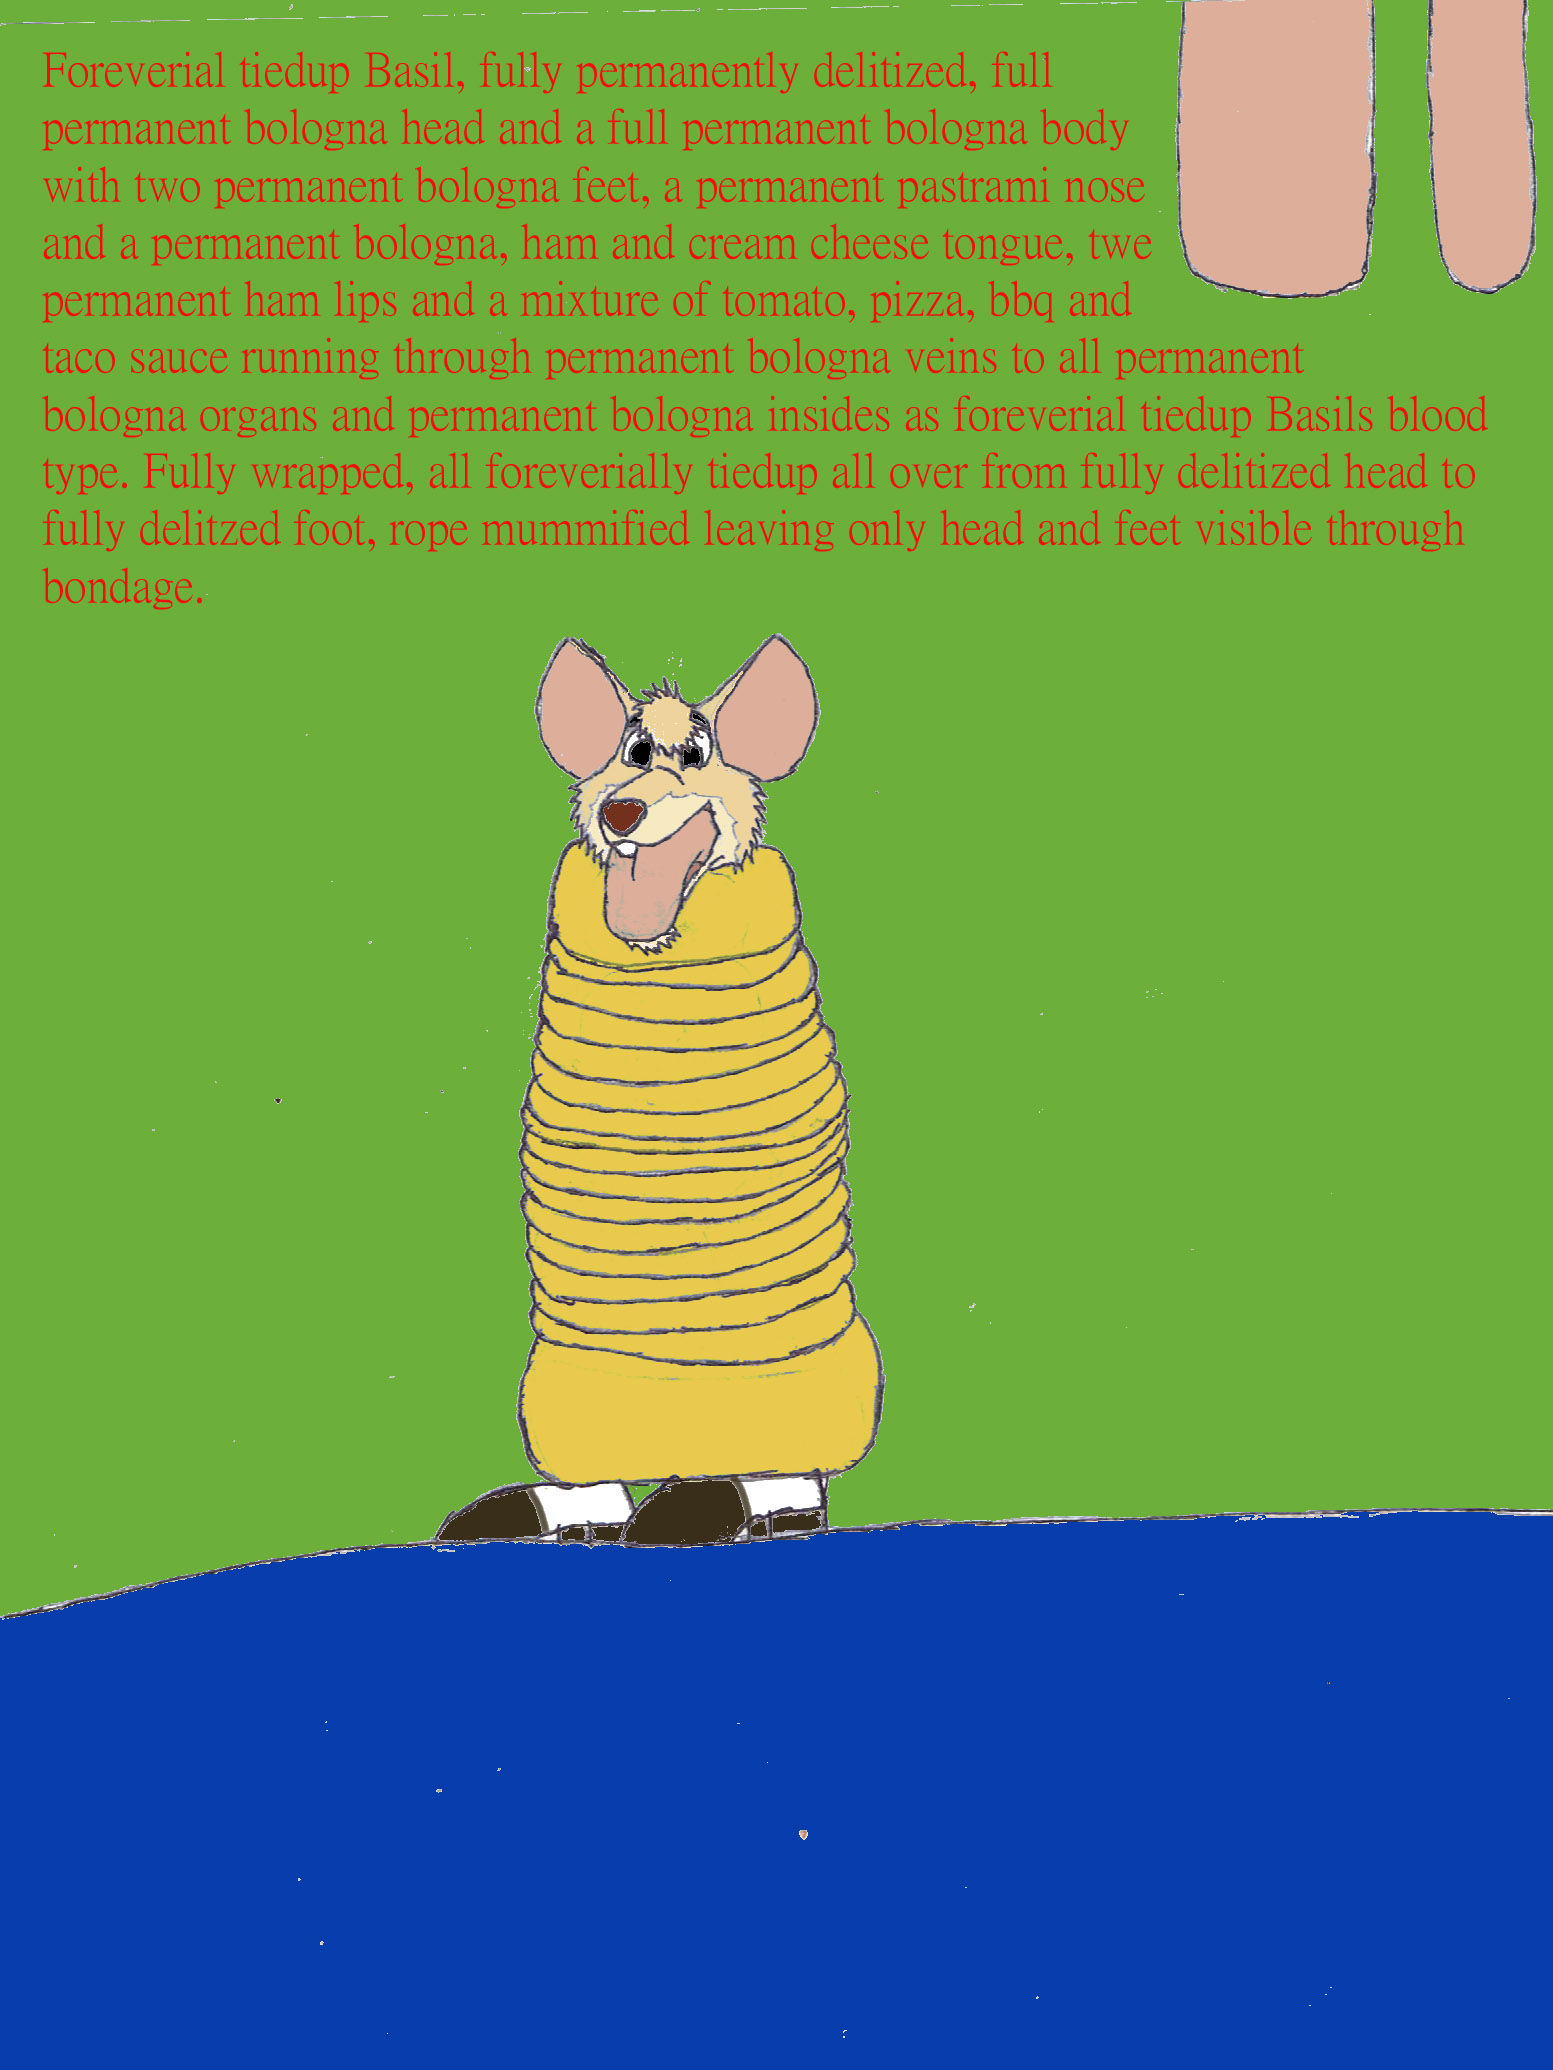 Foreverial tiedup Basil, fully permanently delitized, full
permanent bologna head and a full permanent bologna body
with two permanent bologna feet, a permanent pastrami nose
and a permanent bologna, ham and cream cheese tongue, twe
permanent ham lips and a mixture of tomato, pizza, bbq and
taco sauce running through permanent bologna veins to all permanent
bologna organs and permanent bologna insides as foreverial tiedup Basils blood
type. Fully wrapped, all foreverially tiedup all over from fully delitized head to
fully delitzed foot, rope mummified leaving only head and feet visible through
bondage.